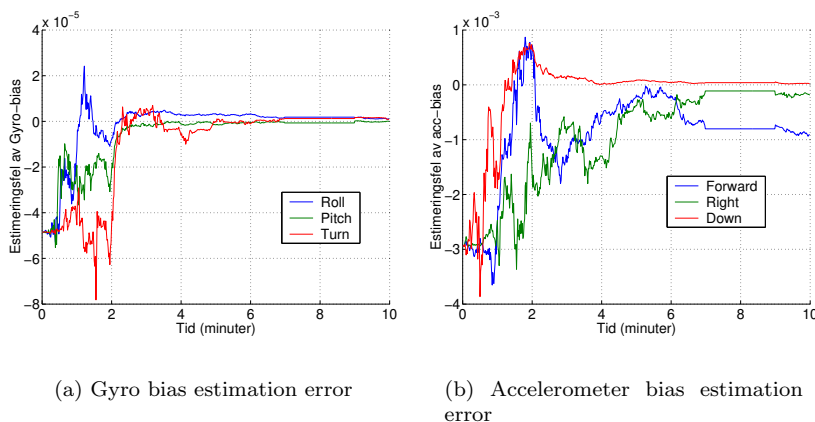 x 10⁻⁵
4
2
0
−2
−4
−6
−8
0
2
4
6
8
10
Estimeringsfel av Gyro−bias
Tid (minuter)
Roll
Pitch
Turn
(a) Gyro bias estimation error
x 10⁻³
1
0
−1
−2
−3
−4
0
2
4
6
8
10
Estimeringsfel av acc−bias
Tid (minuter)
Forward
Right
Down
(b) Accelerometer bias estimation
error